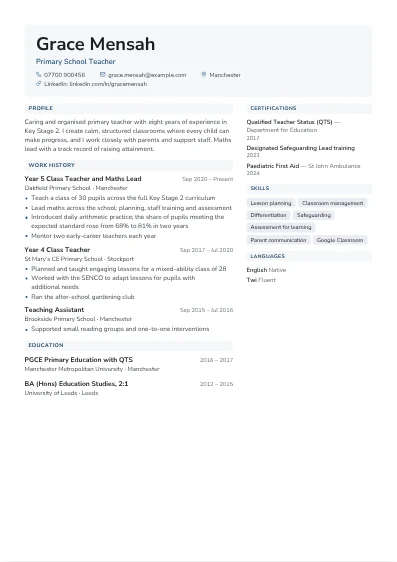 Grace Mensah
Primary School Teacher
07700 900456 grace.mensah@example.com Manchester
LinkedIn: linkedin.com/in/gracemensah
PROFILE
Caring and organised primary teacher with eight years of experience in
Key Stage 2. I create calm, structured classrooms where every child can
make progress, and I work closely with parents and support staff. Maths
lead with a track record of raising attainment.
WORK HISTORY
Year 5 Class Teacher and Maths Lead Sep 2020 – Present
Oakfield Primary School · Manchester
• Teach a class of 30 pupils across the full Key Stage 2 curriculum
• Lead maths across the school: planning, staff training and assessment
• Introduced daily arithmetic practice; the share of pupils meeting the
expected standard rose from 68% to 81% in two years
• Mentor two early-career teachers each year
Year 4 Class Teacher Sep 2017 – Jul 2020
St Mary's CE Primary School · Stockport
• Planned and taught engaging lessons for a mixed-ability class of 28
• Worked with the SENCO to adapt lessons for pupils with
additional needs
• Ran the after-school gardening club
Teaching Assistant Sep 2015 – Jul 2016
Brookside Primary School · Manchester
• Supported small reading groups and one-to-one interventions
EDUCATION
PGCE Primary Education with QTS 2016 – 2017
Manchester Metropolitan University · Manchester
BA (Hons) Education Studies, 2:1 2012 – 2015
University of Leeds · Leeds
CERTIFICATIONS
Qualified Teacher Status (QTS) —
Department for Education
2017
Designated Safeguarding Lead training
2023
Paediatric First Aid — St John Ambulance
2024
SKILLS
Lesson planning Classroom management
Differentiation Safeguarding
Assessment for learning
Parent communication Google Classroom
LANGUAGES
English Native
Twi Fluent